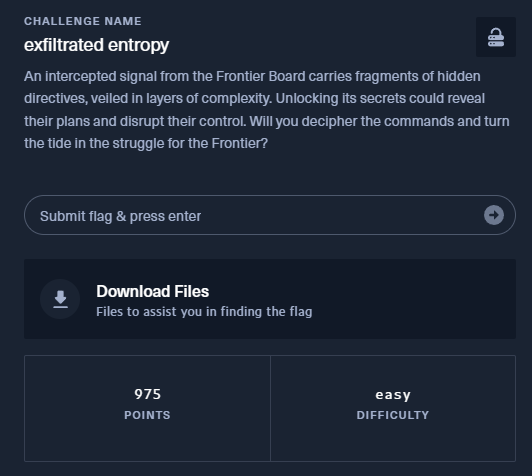 CHALLENGE NAME
exfiltrated entropy
An intercepted signal from the Frontier Board carries fragments of hidden
directives, veiled in layers of complexity. Unlocking its secrets could reveal
their plans and disrupt their control. Will you decipher the commands and turn
the tide in the struggle for the Frontier?
Submit flag & press enter
Download Files
Files to assist you in finding the flag
975
POINTS
easy
DIFFICULTY